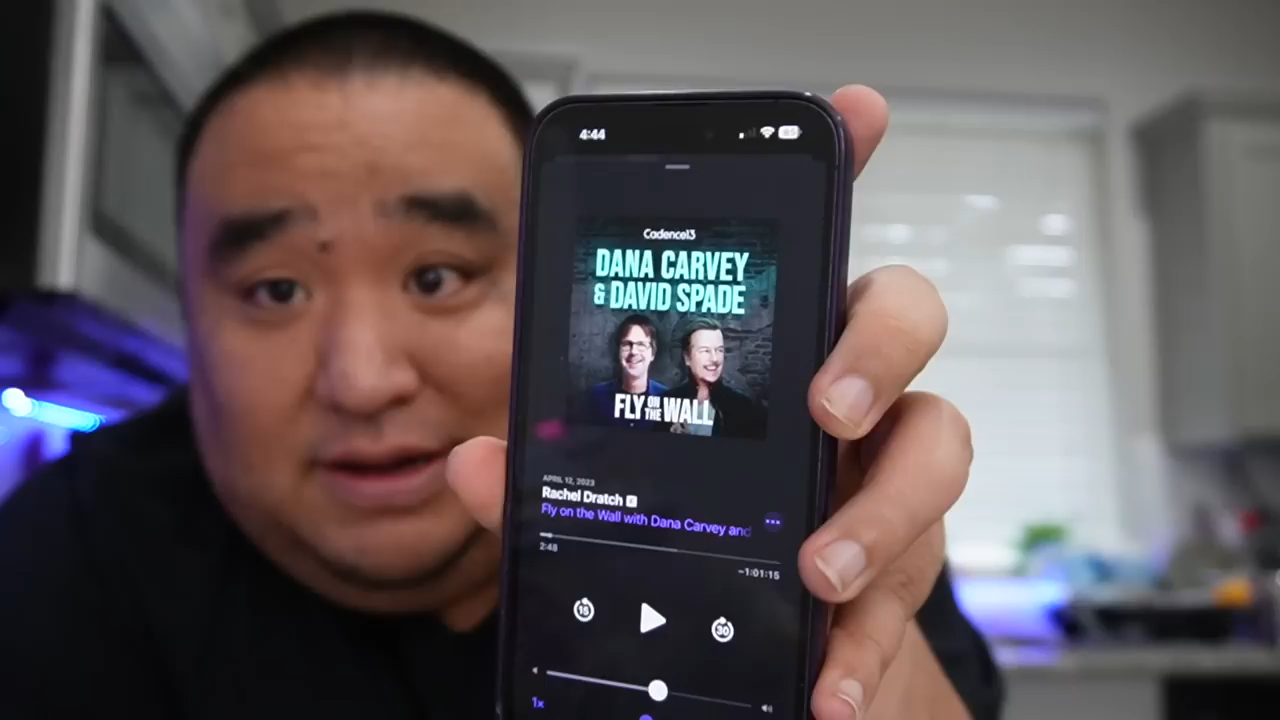 4:44
85
Cadence13
DANA CARVEY
& DAVID SPADE
FLY ON THE WALL
APRIL 12, 2023
Rachel Dratch E
Fly on the Wall with Dana Carvey and
2:48
-1:01:15
15
30
1x